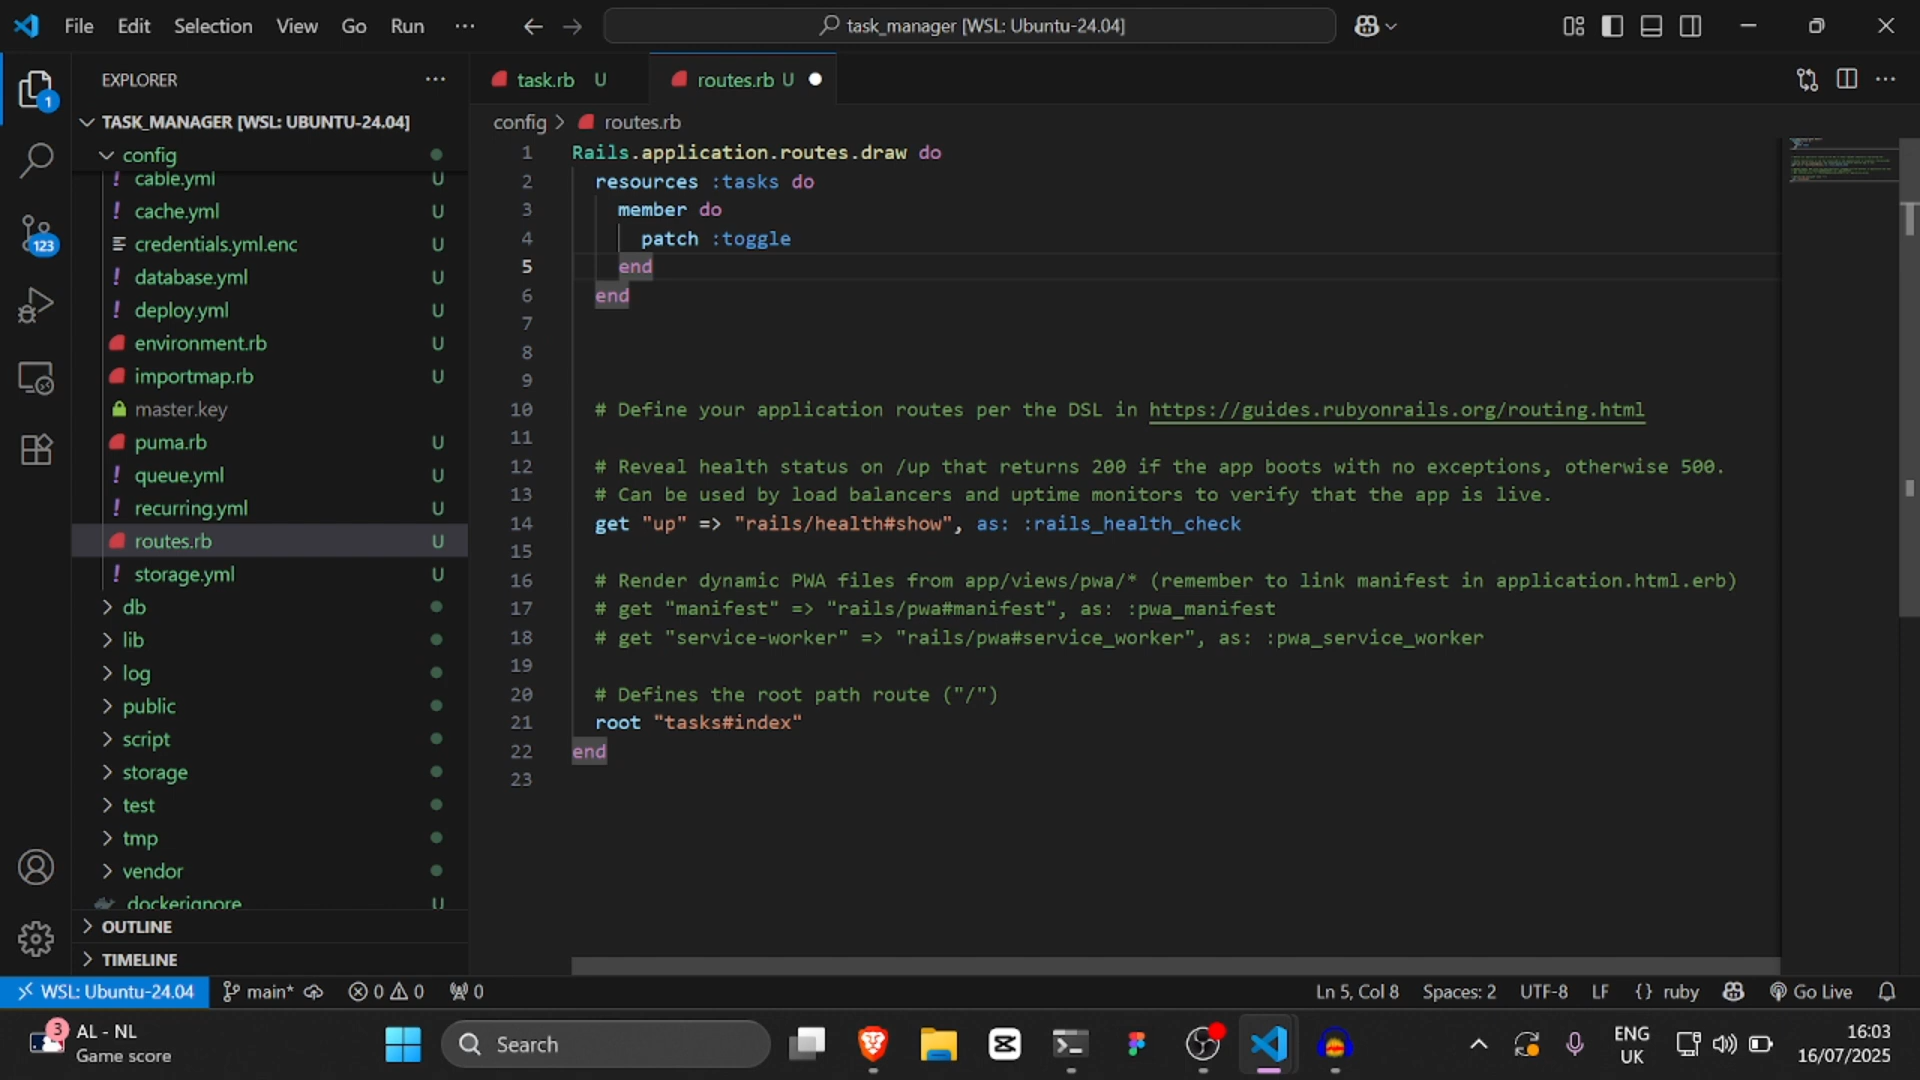 File Edit Selection View Go Run ···
task_manager [WSL: Ubuntu-24.04]
EXPLORER
TASK_MANAGER [WSL: UBUNTU-24.04]
config
cable.yml U
cache.yml U
credentials.yml.enc U
database.yml U
deploy.yml U
environment.rb U
importmap.rb U
master.key
puma.rb U
queue.yml U
recurring.yml U
routes.rb U
storage.yml U
db
lib
log
public
script
storage
test
tmp
vendor
.dockerignore U
OUTLINE
TIMELINE
1
123
task.rb U
routes.rb U
config > routes.rb
1 Rails.application.routes.draw do
2 resources :tasks do
3 member do
4 patch :toggle
5 end
6 end
7
8
9
10 # Define your application routes per the DSL in https://guides.rubyonrails.org/routing.html
11
12 # Reveal health status on /up that returns 200 if the app boots with no exceptions, otherwise 500.
13 # Can be used by load balancers and uptime monitors to verify that the app is live.
14 get "up" => "rails/health#show", as: :rails_health_check
15
16 # Render dynamic PWA files from app/views/pwa/* (remember to link manifest in application.html.erb)
17 # get "manifest" => "rails/pwa#manifest", as: :pwa_manifest
18 # get "service-worker" => "rails/pwa#service_worker", as: :pwa_service_worker
19
20 # Defines the root path route ("/")
21 root "tasks#index"
22 end
23
WSL: Ubuntu-24.04 main* 0 0 0
Ln 5, Col 8 Spaces: 2 UTF-8 LF {} ruby Go Live
3
AL - NL
Game score
Search
ENG
UK
16:03
16/07/2025